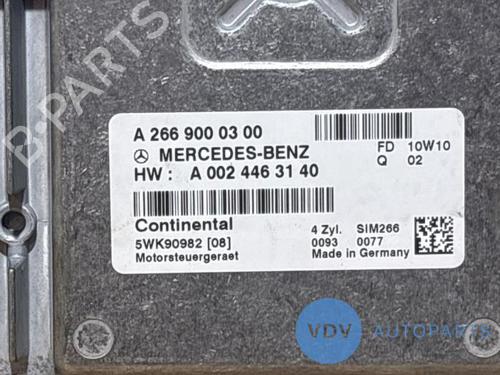 B-PARTS
A 266 900 03 00
MERCEDES-BENZ
FD 10W10
Q 02
HW : A 002 446 31 40
Continental
5WK90982 [08]
Motorsteuergeraet
4 Zyl. SIM266
0093 0077
Made in Germany
VDV AUTOPARTS